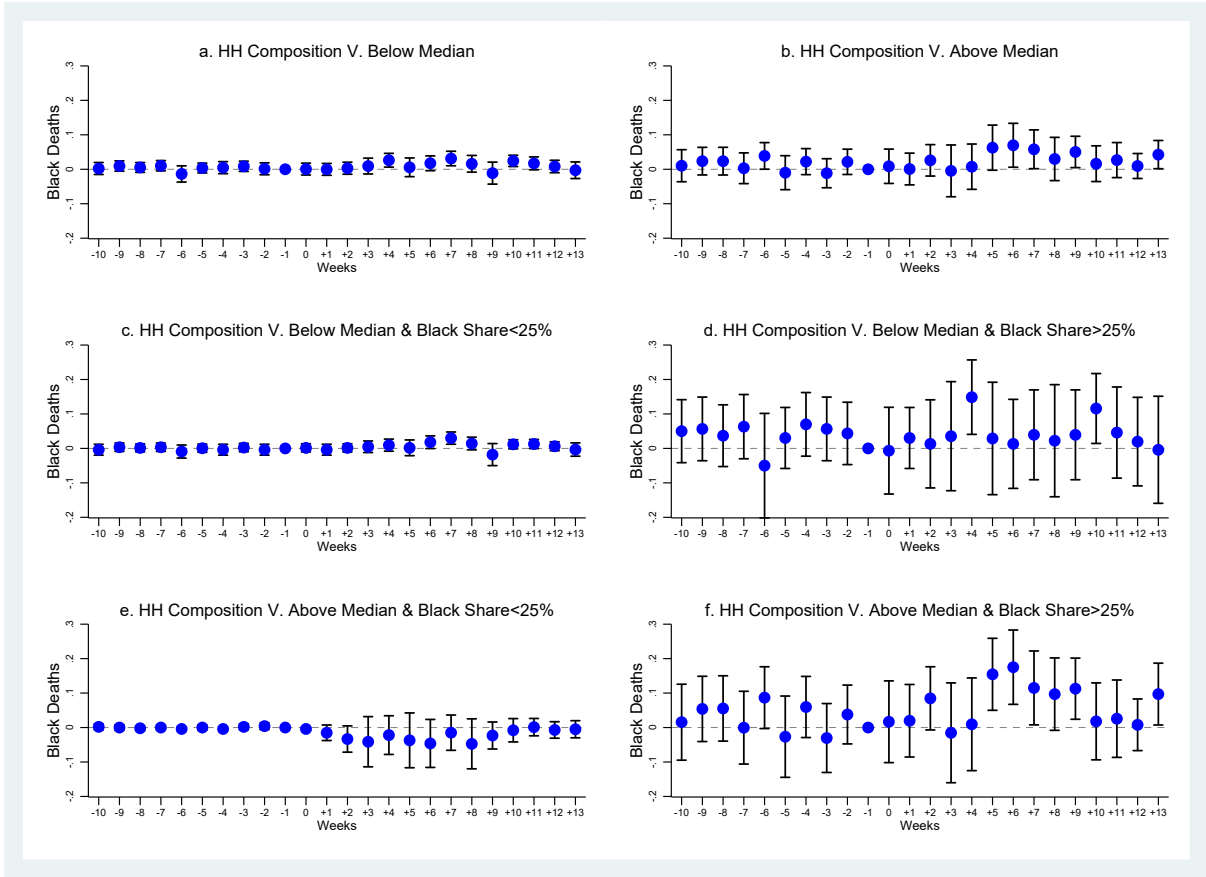 a. HH Composition V. Below Median
Black Deaths
.3
.2
.1
0
-.1
-.2
-10 -9 -8 -7 -6 -5 -4 -3 -2 -1 0 +1 +2 +3 +4 +5 +6 +7 +8 +9 +10 +11 +12 +13
Weeks
b. HH Composition V. Above Median
Black Deaths
.3
.2
.1
0
-.1
-.2
-10 -9 -8 -7 -6 -5 -4 -3 -2 -1 0 +1 +2 +3 +4 +5 +6 +7 +8 +9 +10 +11 +12 +13
Weeks
c. HH Composition V. Below Median & Black Share<25%
Black Deaths
.3
.2
.1
0
-.1
-.2
-10 -9 -8 -7 -6 -5 -4 -3 -2 -1 0 +1 +2 +3 +4 +5 +6 +7 +8 +9 +10 +11 +12 +13
Weeks
d. HH Composition V. Below Median & Black Share>25%
Black Deaths
.3
.2
.1
0
-.1
-.2
-10 -9 -8 -7 -6 -5 -4 -3 -2 -1 0 +1 +2 +3 +4 +5 +6 +7 +8 +9 +10 +11 +12 +13
Weeks
e. HH Composition V. Above Median & Black Share<25%
Black Deaths
.3
.2
.1
0
-.1
-.2
-10 -9 -8 -7 -6 -5 -4 -3 -2 -1 0 +1 +2 +3 +4 +5 +6 +7 +8 +9 +10 +11 +12 +13
Weeks
f. HH Composition V. Above Median & Black Share>25%
Black Deaths
.3
.2
.1
0
-.1
-.2
-10 -9 -8 -7 -6 -5 -4 -3 -2 -1 0 +1 +2 +3 +4 +5 +6 +7 +8 +9 +10 +11 +12 +13
Weeks